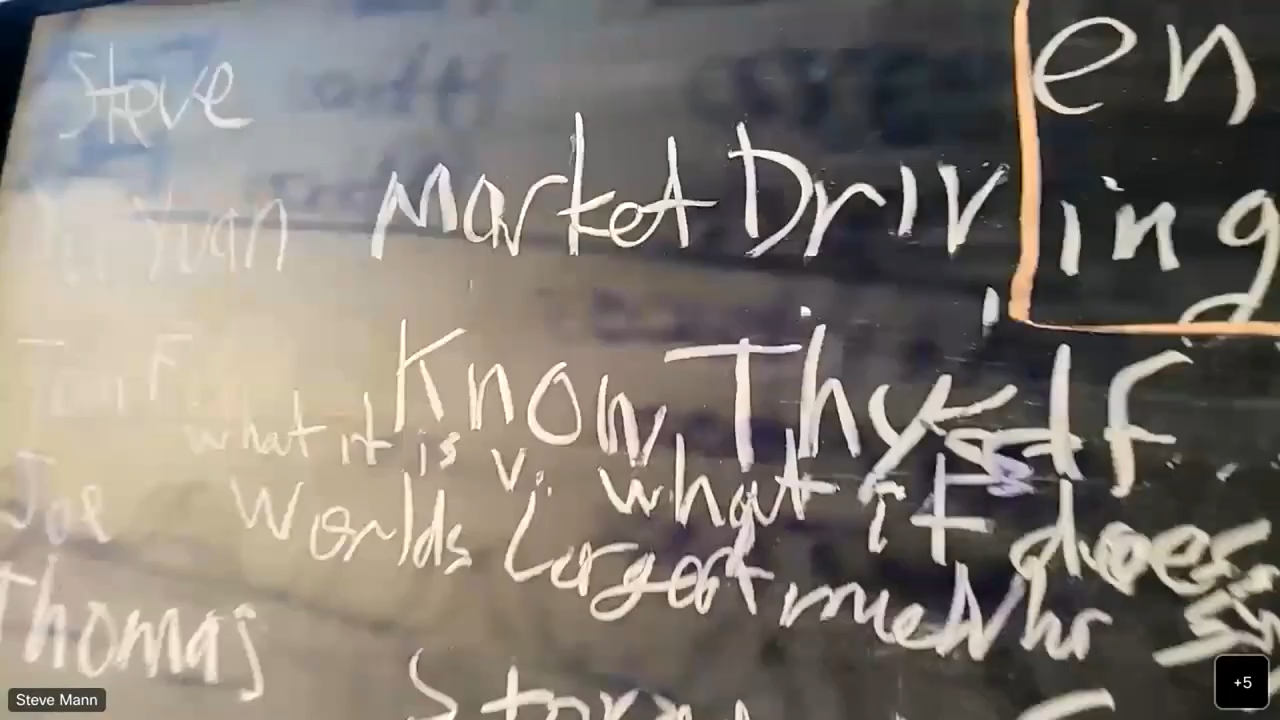 Steve
en
Market Driv
ing
Know Thyself
Tom F
what it is v. what it does
Joe
Worlds Largest
Thomas
Steve Mann
+5